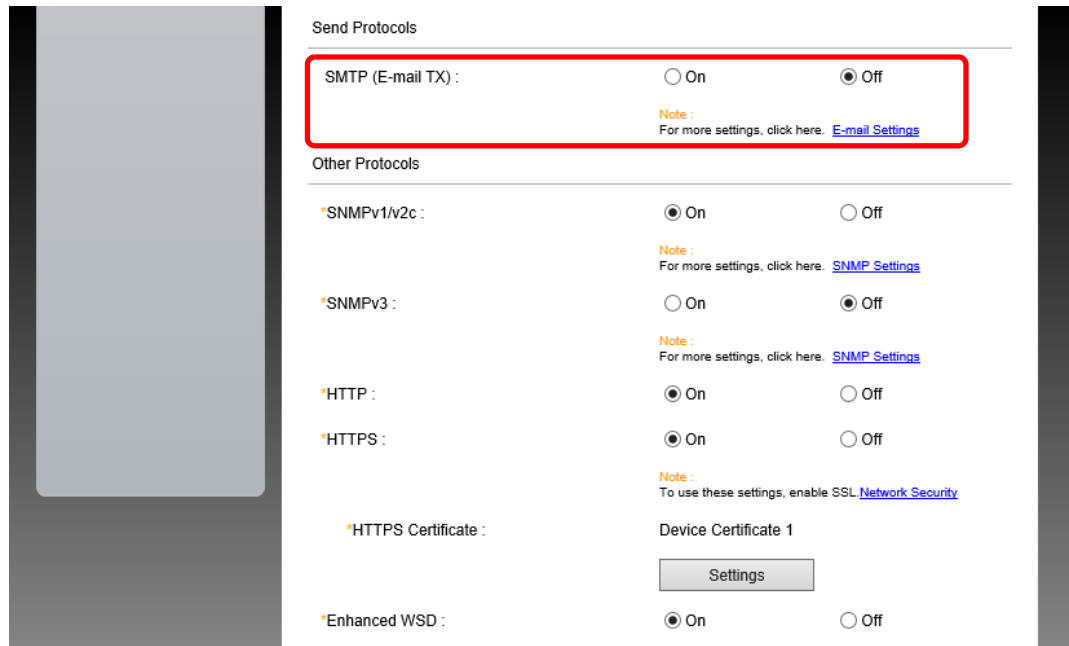 Send Protocols
SMTP (E-mail TX) : On Off
Note :
For more settings, click here. E-mail Settings
Other Protocols
*SNMPv1/v2c : On Off
Note :
For more settings, click here. SNMP Settings
*SNMPv3 : On Off
Note :
For more settings, click here. SNMP Settings
*HTTP : On Off
*HTTPS : On Off
Note :
To use these settings, enable SSL.Network Security
*HTTPS Certificate : Device Certificate 1
Settings
*Enhanced WSD : On Off